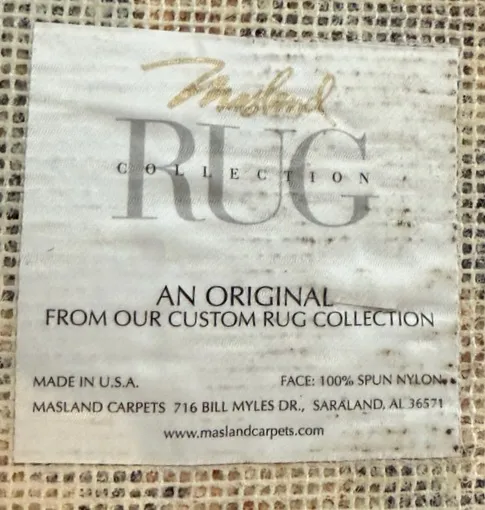 Masland
RUG
COLLECTION
AN ORIGINAL
FROM OUR CUSTOM RUG COLLECTION
MADE IN U.S.A. FACE: 100% SPUN NYLON
MASLAND CARPETS 716 BILL MYLES DR., SARALAND, AL 36571
www.maslandcarpets.com